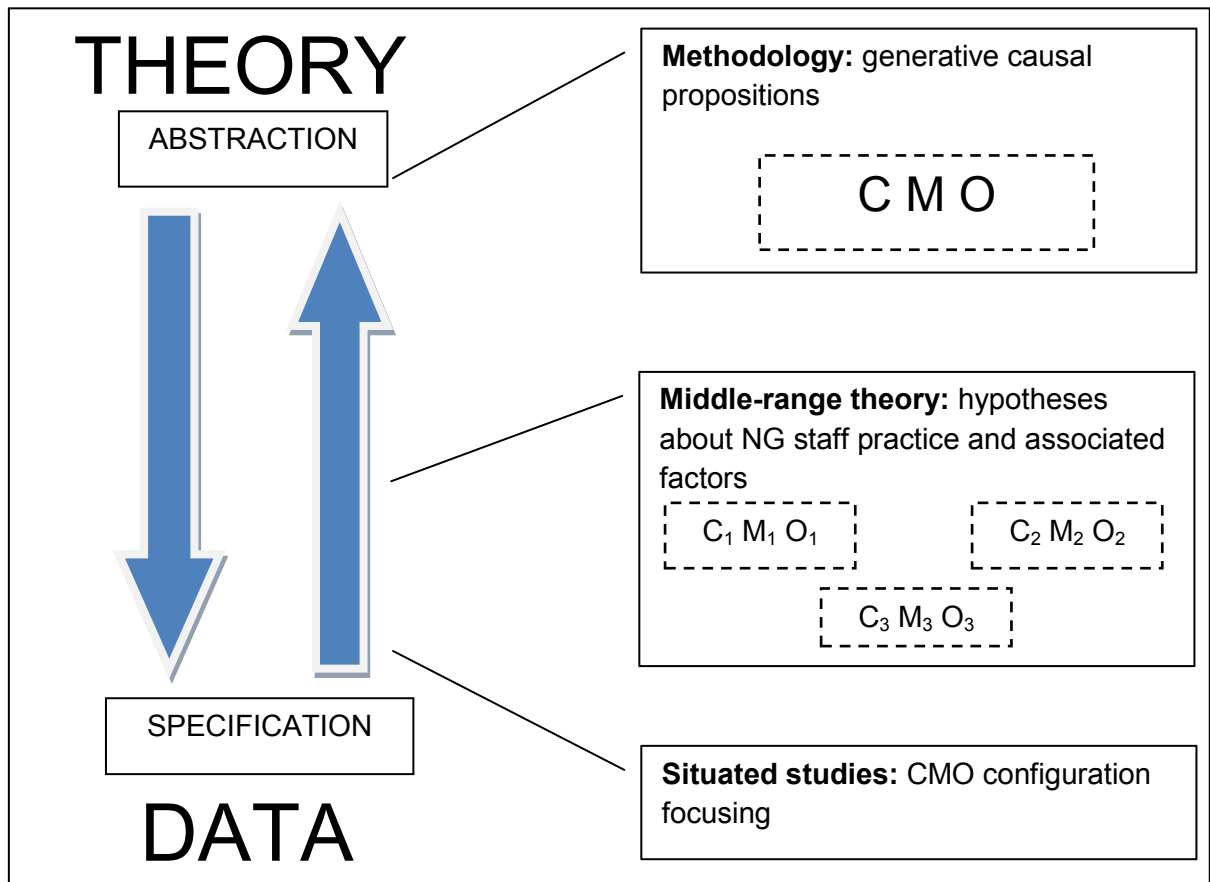 THEORY
ABSTRACTION
SPECIFICATION
DATA
Methodology: generative causal
propositions
C M O
Middle-range theory: hypotheses
about NG staff practice and associated
factors
C₁ M₁ O₁
C₂ M₂ O₂
C₃ M₃ O₃
Situated studies: CMO configuration
focusing